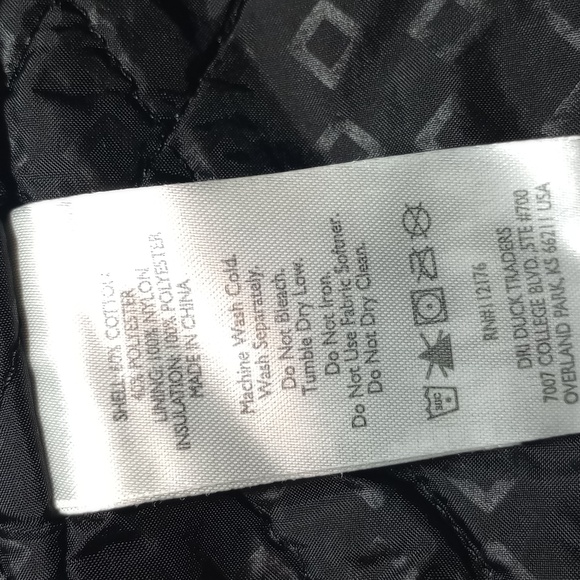 SHELL: 60% COTTON
40% POLYESTER
LINING: 100% NYLON
INSULATION: 100% POLYESTER
MADE IN CHINA
Machine Wash Cold.
Wash Separately.
Do Not Bleach.
Tumble Dry Low.
Do Not Iron.
Do Not Use Fabric Softner.
Do Not Dry Clean.
RN#112176
DRI DUCK TRADERS
7007 COLLEGE BLVD., STE #700
OVERLAND PARK, KS 66211 USA